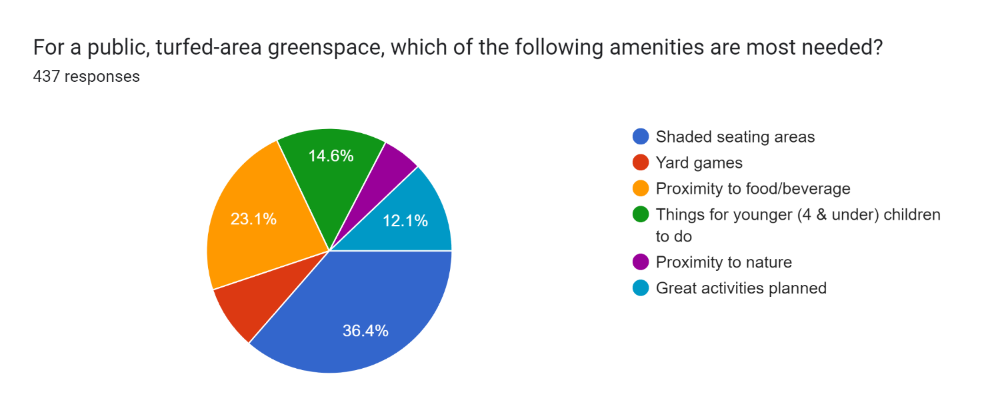 For a public, turfed-area greenspace, which of the following amenities are most needed?
437 responses
14.6%
23.1%
12.1%
36.4%
Shaded seating areas
Yard games
Proximity to food/beverage
Things for younger (4 & under) children
to do
Proximity to nature
Great activities planned